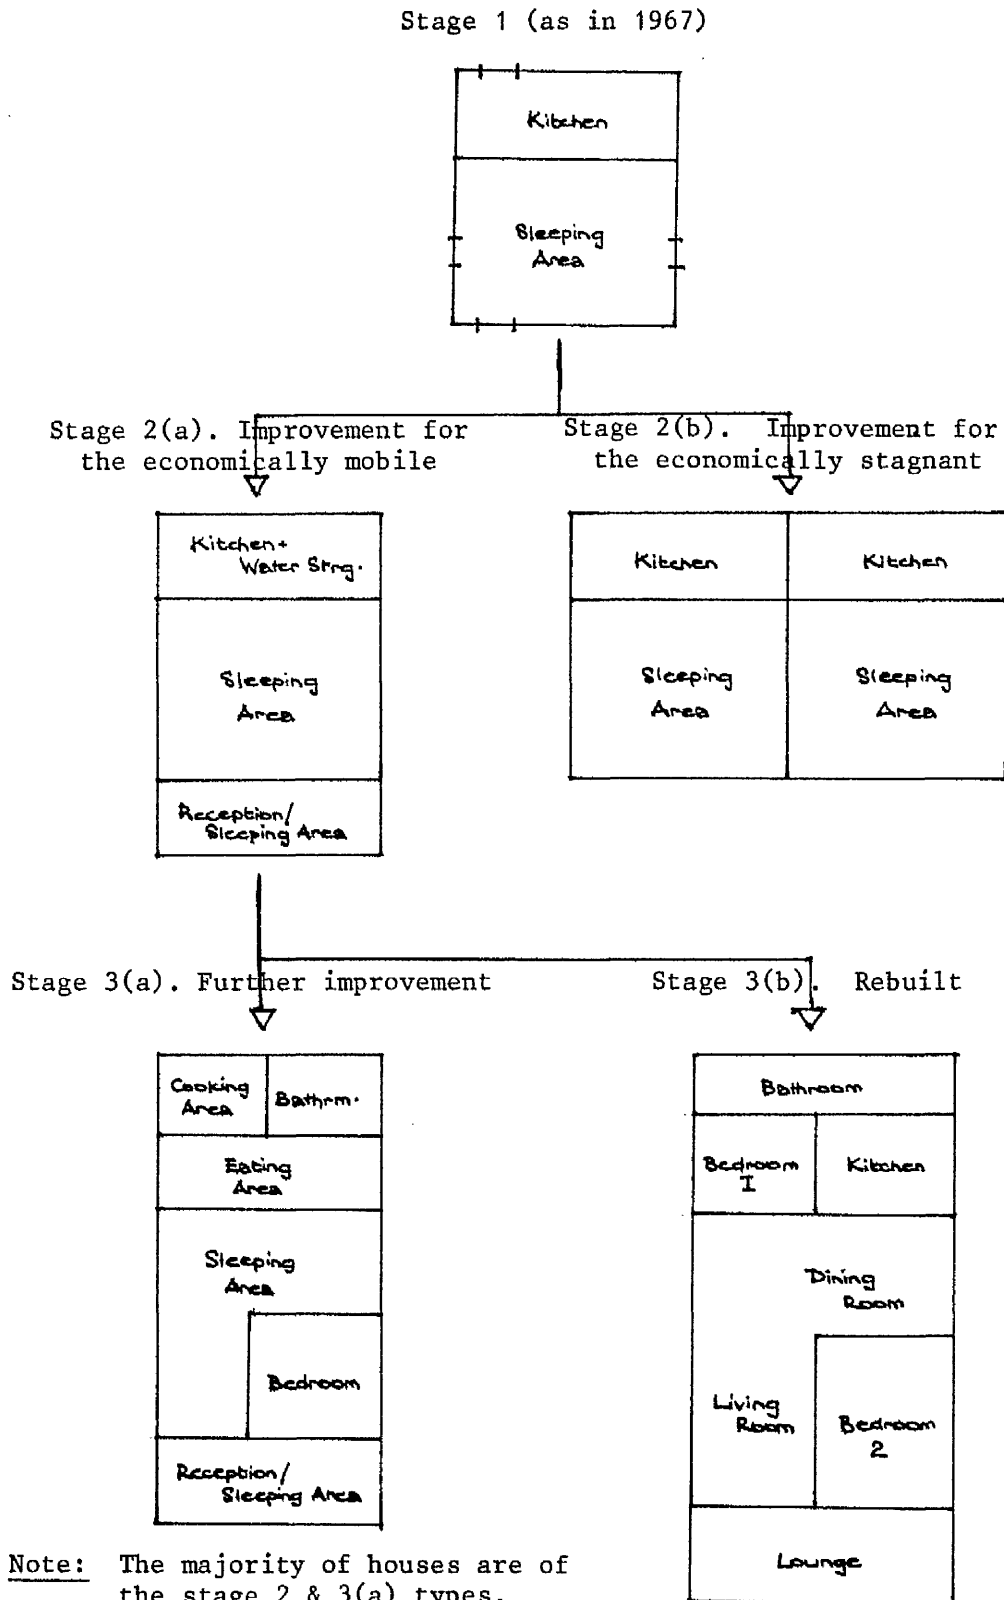 Stage 1 (as in 1967)
Kitchen
Sleeping
Area
Stage 2(a). Improvement for
the economically mobile
Stage 2(b). Improvement for
the economically stagnant
Kitchen+
Water Strg.
Sleeping
Area
Reception/
Sleeping Area
Kitchen
Kitchen
Sleeping
Area
Sleeping
Area
Stage 3(a). Further improvement
Stage 3(b). Rebuilt
Cooking
Area
Bathrm.
Eating
Area
Sleeping
Area
Bedroom
Reception/
Sleeping Area
Bathroom
Bedroom
I
Kitchen
Dining
Room
Living
Room
Bedroom
2
Lounge
Note: The majority of houses are of
the stage 2 & 3(a) types.